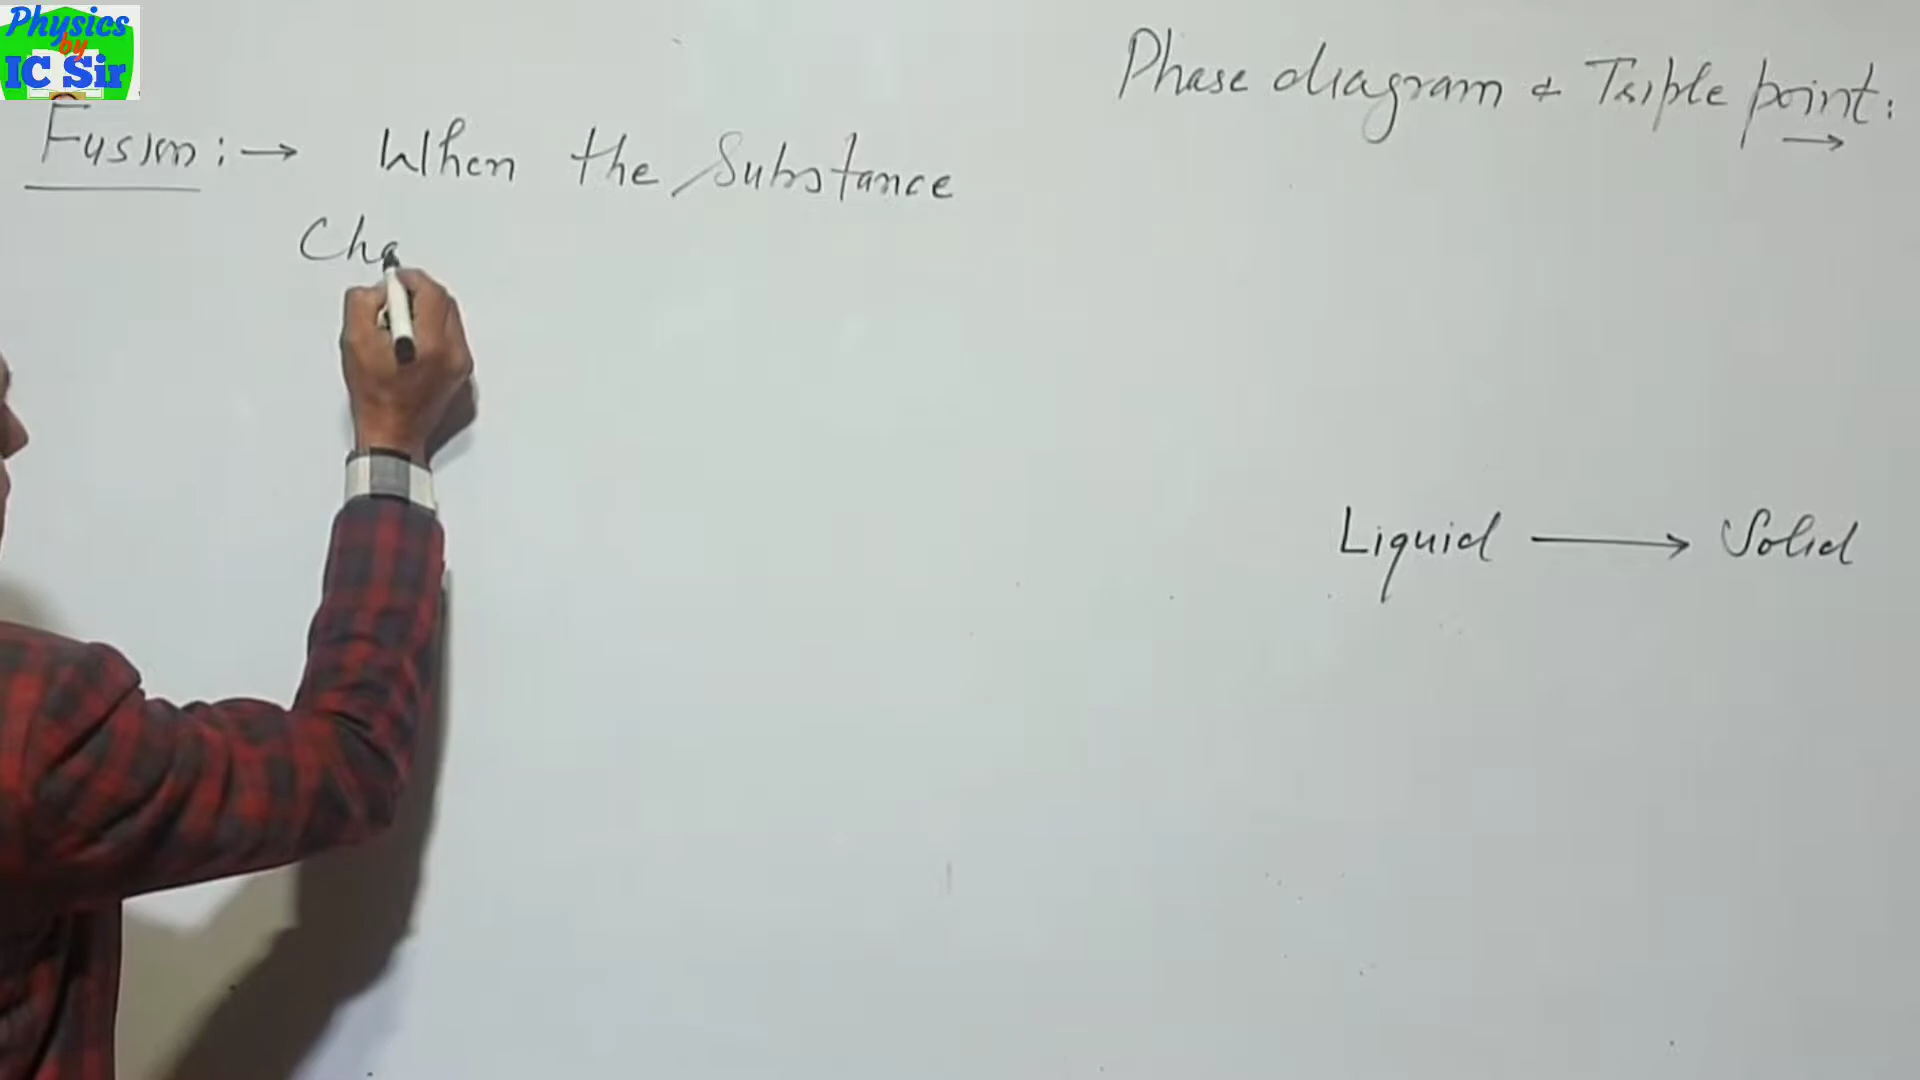 Physics
by
IC Sir
Phase diagram & Triple point :→
Fusion :→ When the Substance
Cha
Liquid → Solid